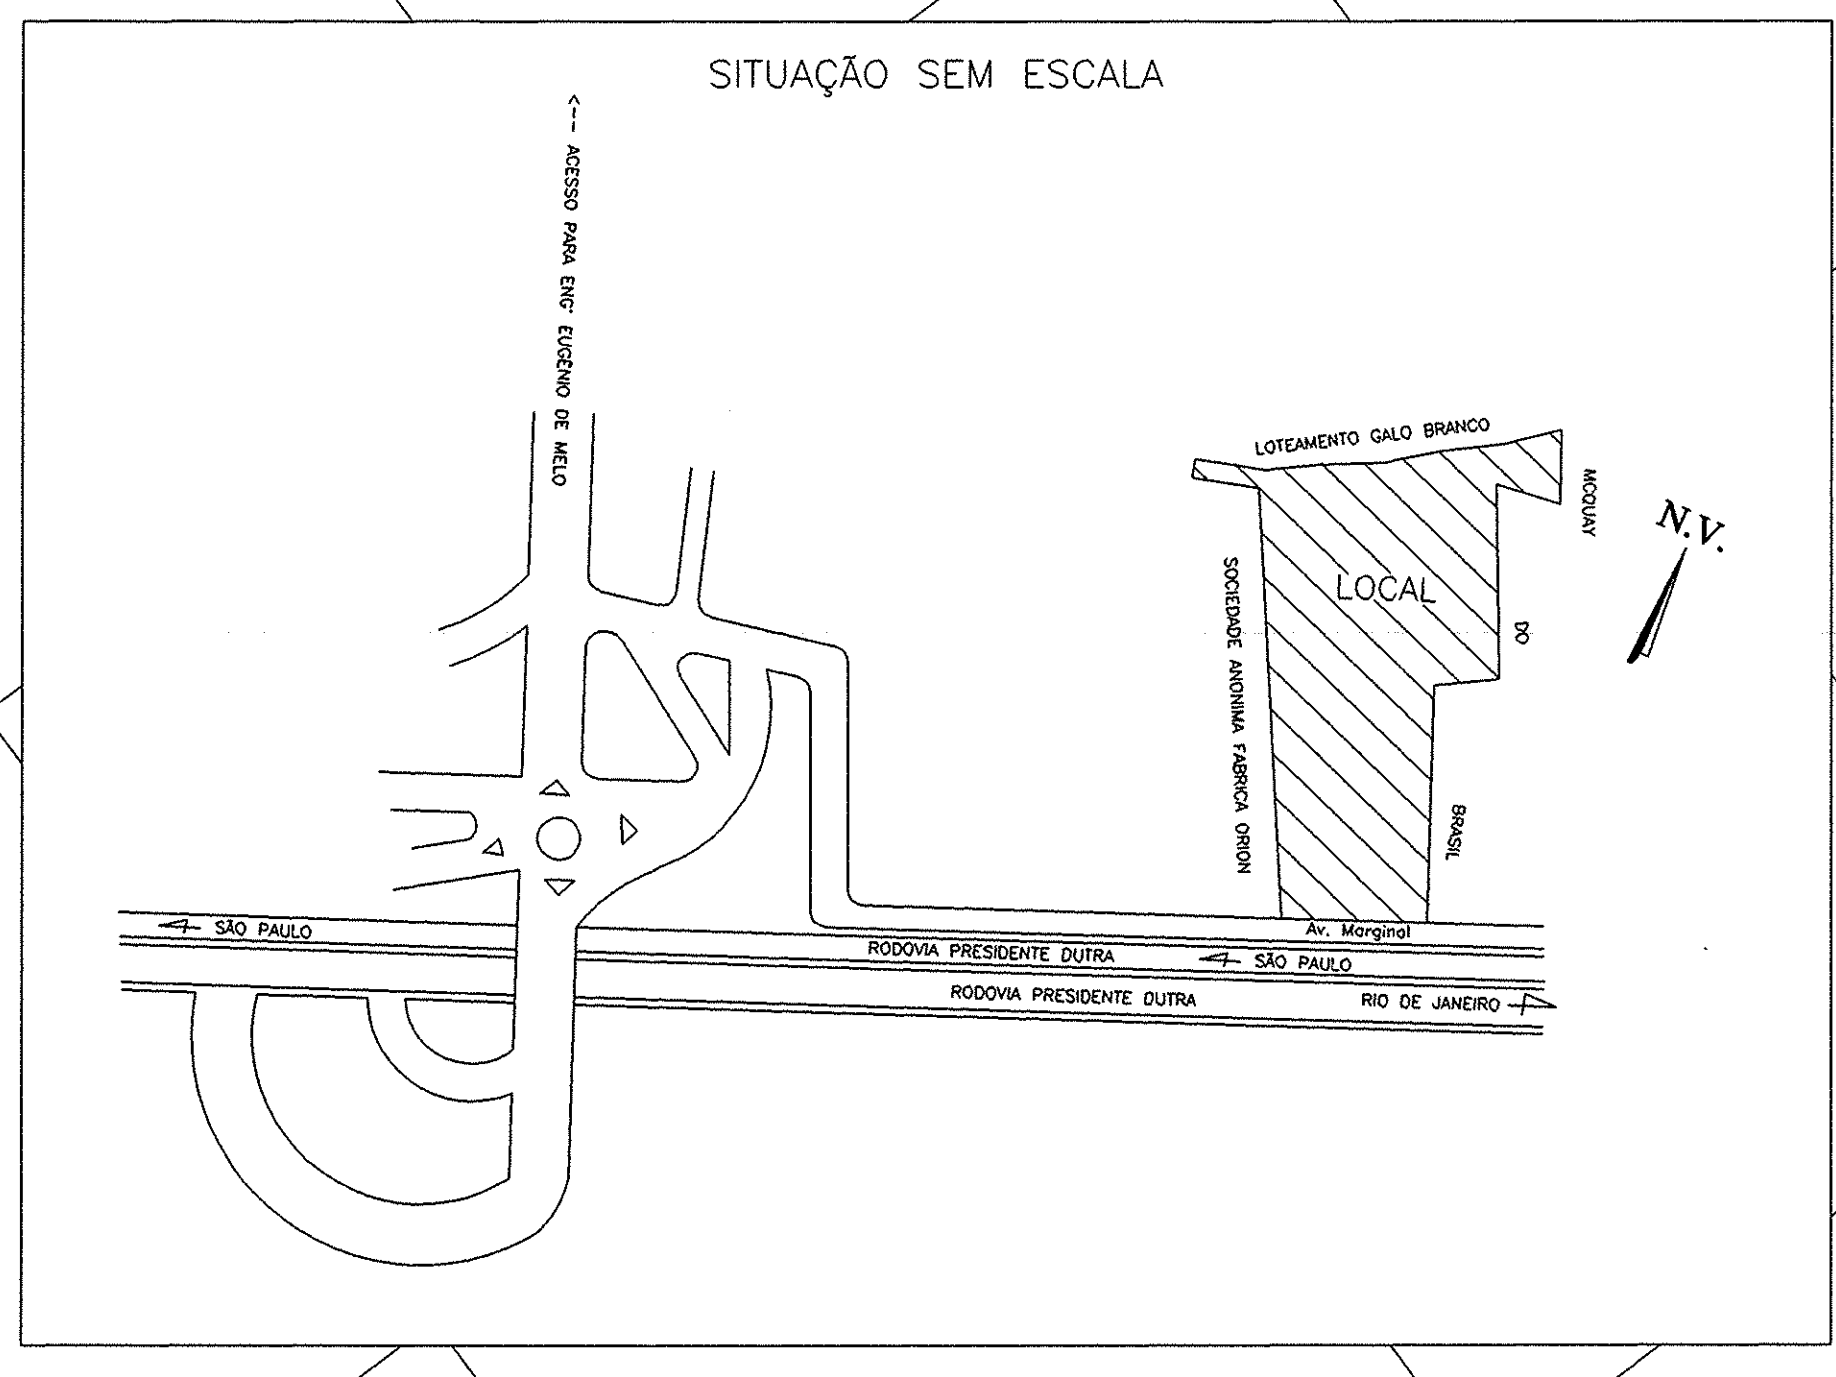 SITUAÇÃO SEM ESCALA
<-- ACESSO PARA ENGº EUGÊNIO DE MELO
LOTEAMENTO GALO BRANCO
MCQUAY
DO
BRASIL
N.V.
LOCAL
SOCIEDADE ANONIMA FABRICA ORION
SÃO PAULO
Av. Marginal
RODOVIA PRESIDENTE DUTRA
SÃO PAULO
RODOVIA PRESIDENTE DUTRA
RIO DE JANEIRO